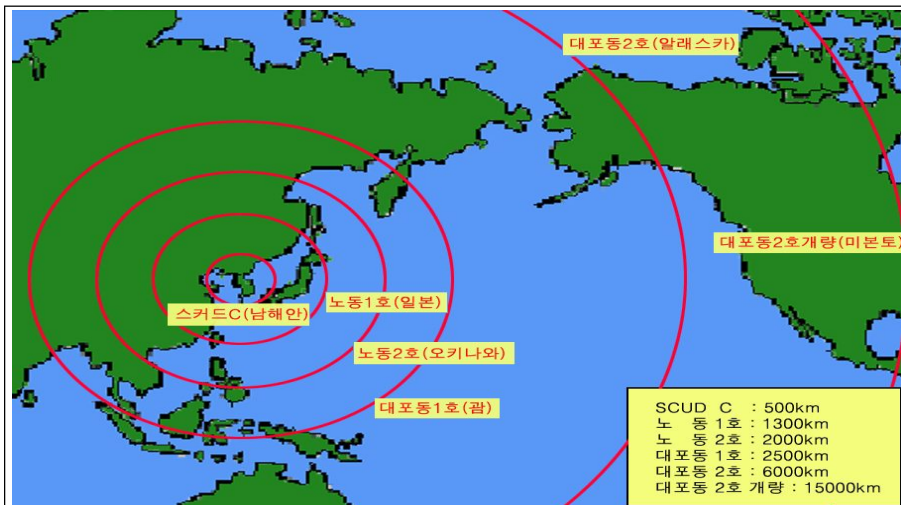 대포동2호(알래스카)
대포동2호개량(미본토)
스커드C(남해안)
노동1호(일본)
노동2호(오키나와)
대포동1호(괌)
SCUD C : 500km
노 동 1호 : 1300km
노 동 2호 : 2000km
대포동 1호 : 2500km
대포동 2호 : 6000km
대포동 2호 개량 : 15000km